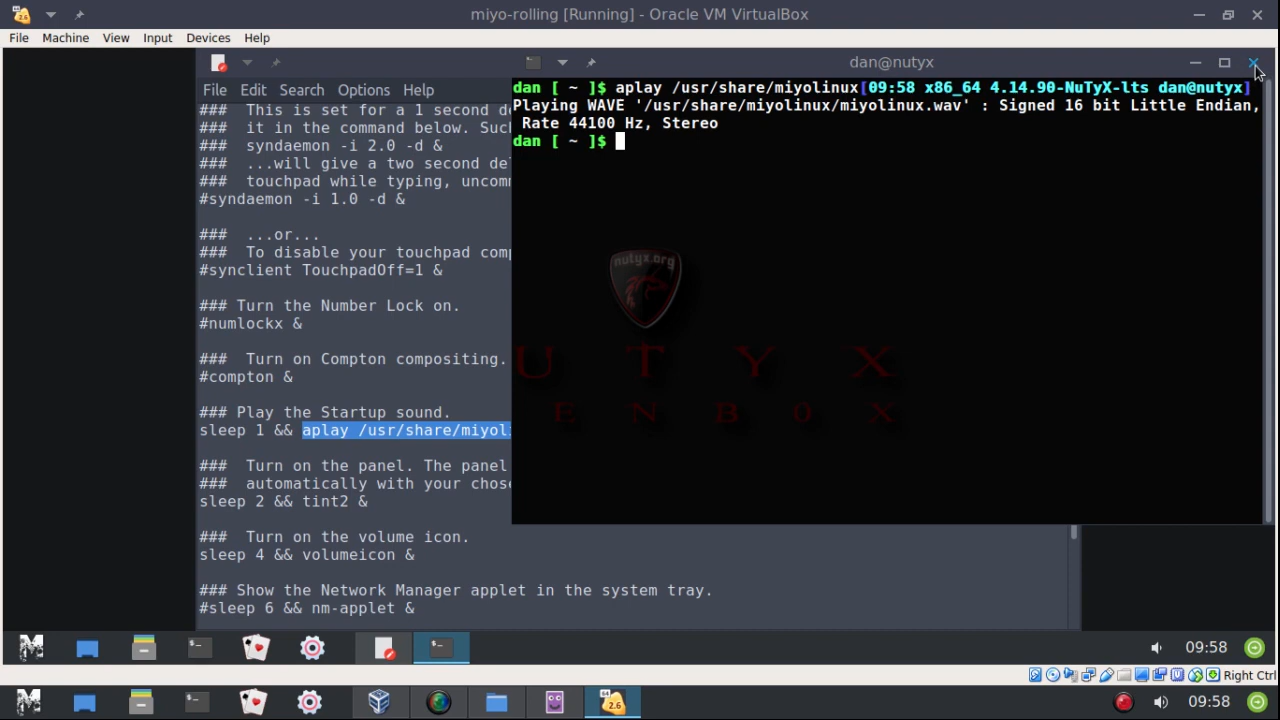 miyo-rolling [Running] - Oracle VM VirtualBox
File Machine View Input Devices Help
dan@nutyx
File Edit Search Options Help
### This is set for a 1 second de
### it in the command below. Suc
### syndaemon -i 2.0 -d &
### ...will give a two second del
### touchpad while typing, uncomm
#syndaemon -i 1.0 -d &
### ...or...
### To disable your touchpad comp
#synclient TouchpadOff=1 &
### Turn the Number Lock on.
#numlockx &
### Turn on Compton compositing.
#compton &
### Play the Startup sound.
sleep 1 && aplay /usr/share/miyoli
### Turn on the panel. The panel
### automatically with your chose
sleep 2 && tint2 &
### Turn on the volume icon.
sleep 4 && volumeicon &
### Show the Network Manager applet in the system tray.
#sleep 6 && nm-applet &
dan [ ~ ]$ aplay /usr/share/miyolinux[09:58 x86_64 4.14.90-NuTyX-lts dan@nutyx]
Playing WAVE '/usr/share/miyolinux/miyolinux.wav' : Signed 16 bit Little Endian,
Rate 44100 Hz, Stereo
dan [ ~ ]$
nutyx.org
U T Y X
E N B O X
09:58
Right Ctrl
64
2.6
09:58